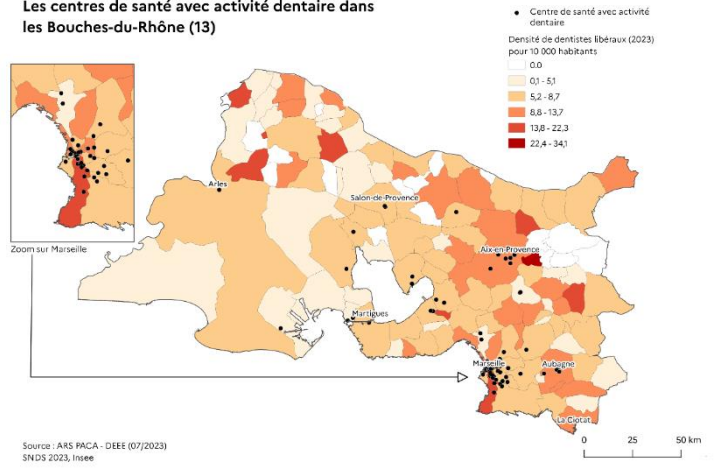 Les centres de santé avec activité dentaire dans
les Bouches-du-Rhône (13)
Centre de santé avec activité
dentaire
Densité de dentistes libéraux (2023)
pour 10 000 habitants
0.0
0,1 - 5,1
5,2 - 8,7
8,8 - 13,7
13,8 - 22,3
22,4 - 34,1
Zoom sur Marseille
Arles
Salon-de-Provence
Aix-en-Provence
Martigues
Marseille
Aubagne
La Ciotat
0 25 50 km
Source : ARS PACA - DEEE (07/2023)
SNDS 2023, Insee